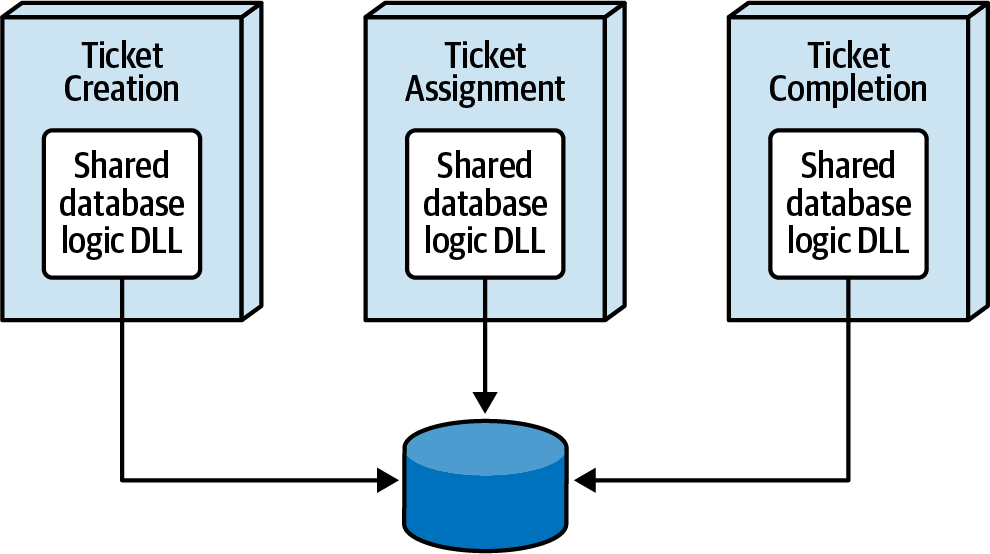 Ticket
Creation
Shared
database
logic DLL
Ticket
Assignment
Shared
database
logic DLL
Ticket
Completion
Shared
database
logic DLL